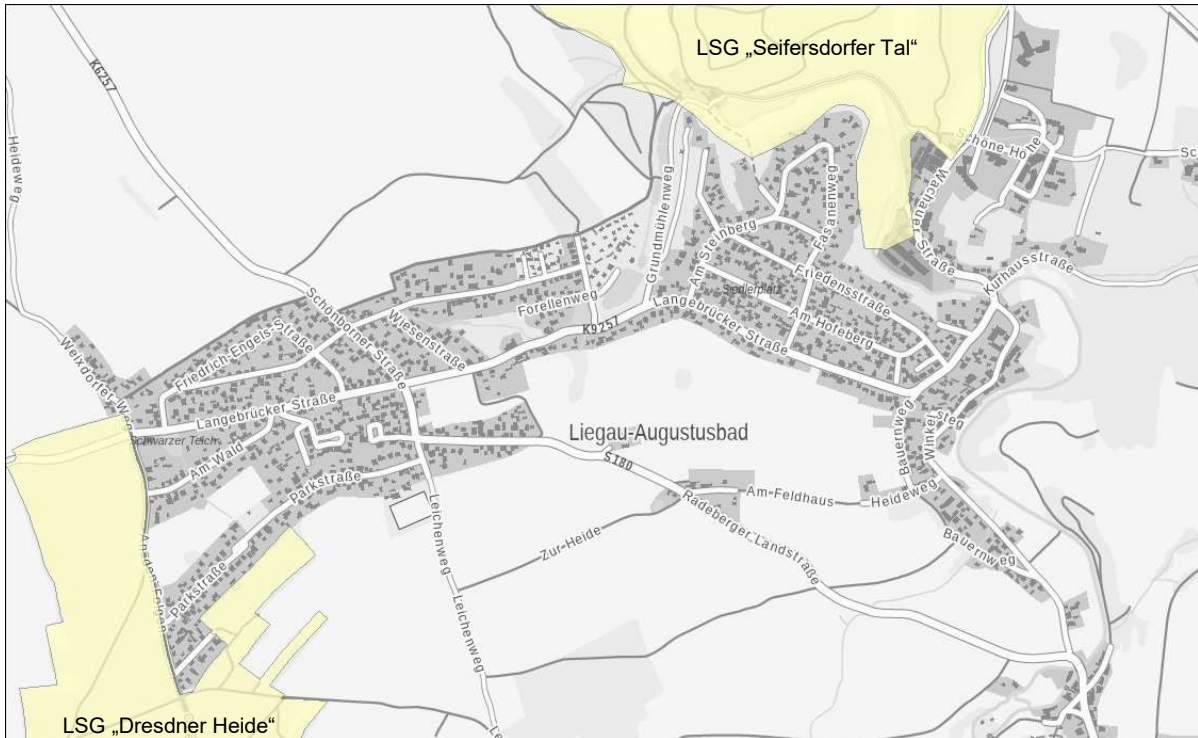 LSG „Seifersdorfer Tal“
K6257
Heideweg
Schöne-Höhe
Wachauer Straße
Grundmühlenweg
Fasanenweg
Am Steinberg
Kurhausstraße
Friedensstraße
Siedlerplatz
Schönborner Straße
Forellenweg
Langebrücker Straße
K9257
Am Hofeberg
Wiesenstraße
Weixdorfer Weg
Friedrich-Engels-Straße
Langebrücker Straße
Schwarzer Teich
Am Wald
Liegau-Augustusbad
Steg
Winkel
Bauernweg
S180
Parkstraße
Leichenweg
Am-Feldhaus
Heideweg
Radeberger Landstraße
Zur-Heide
Bauernweg
Parkstraße
Leichenweg
LSG „Dresdner Heide“